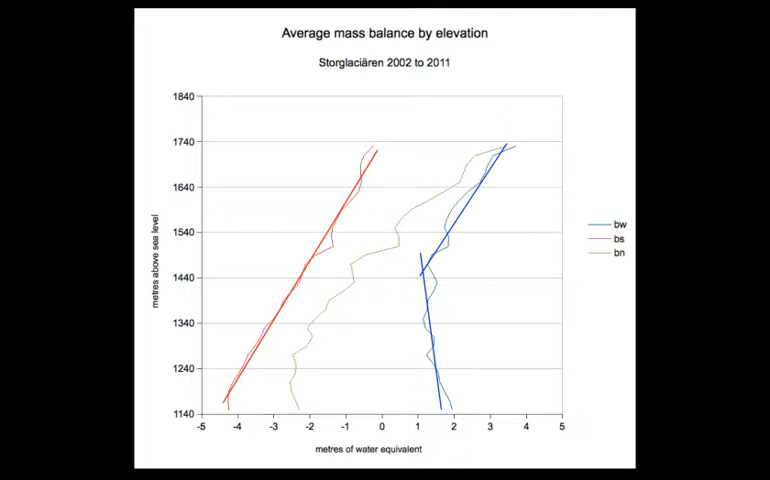 Average mass balance by elevation
Storglaciären 2002 to 2011
1840
1740
1640
1540
1440
1340
1240
1140
metres above sea level
-5 -4 -3 -2 -1 0 1 2 3 4 5
metres of water equivalent
bw
bs
bn